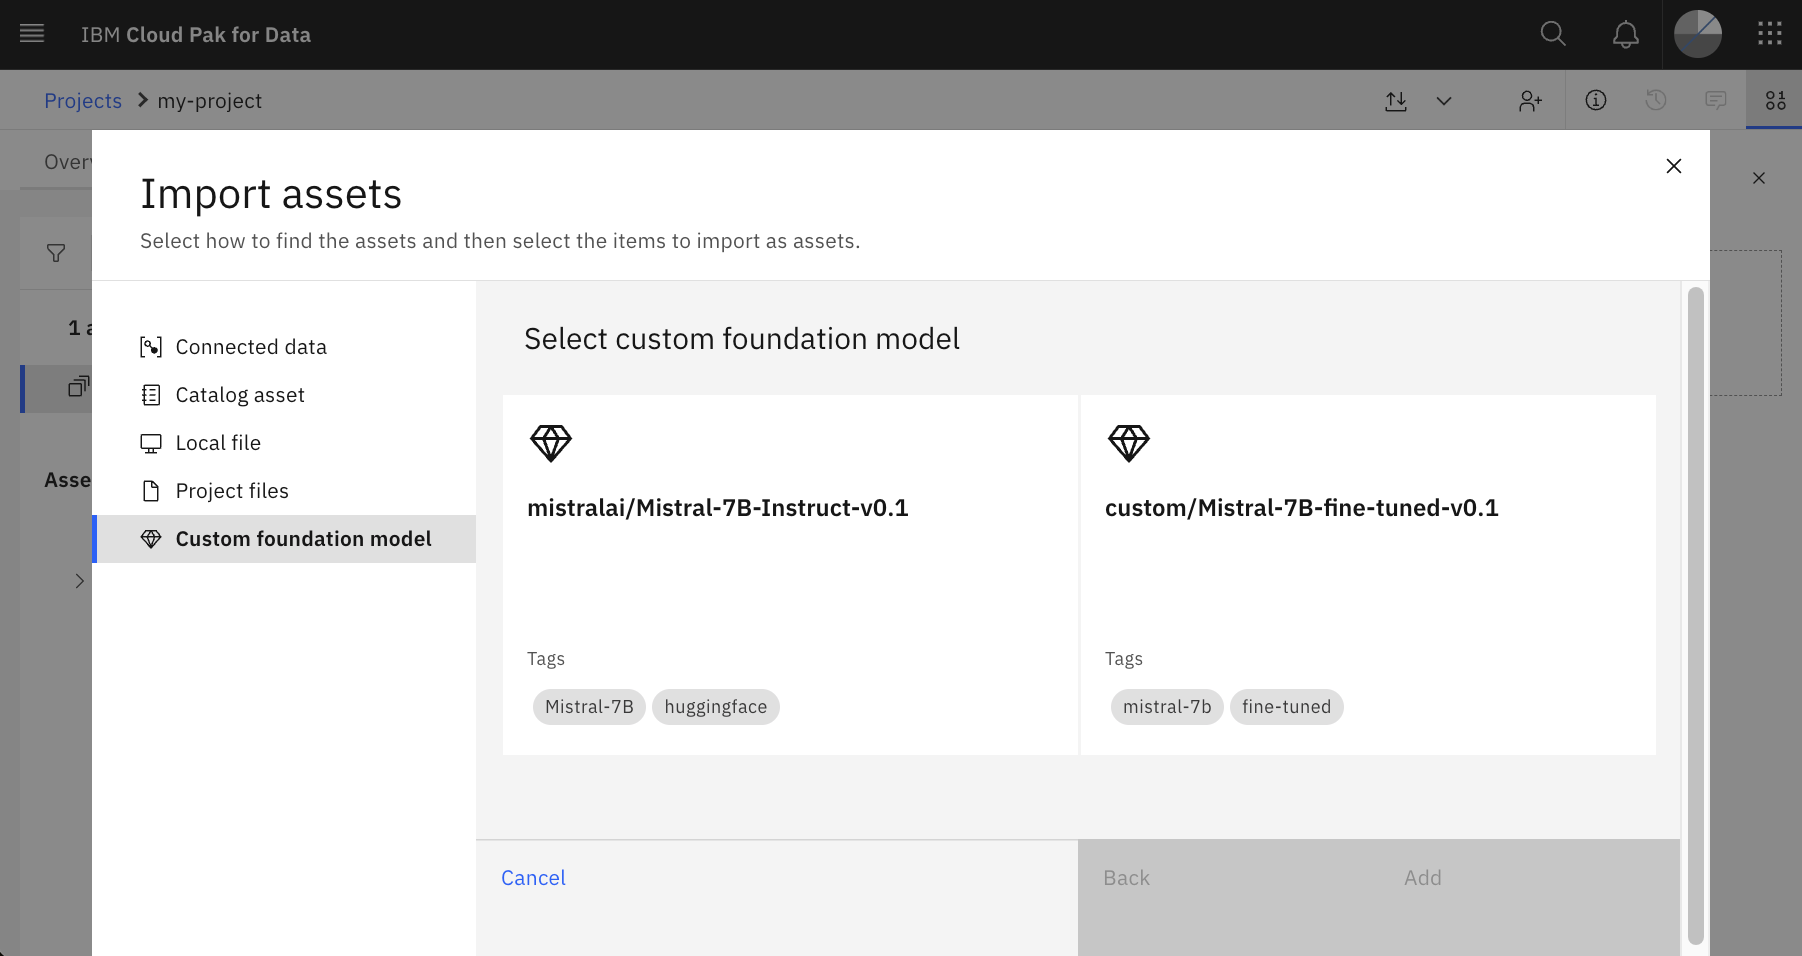 IBM Cloud Pak for Data
Projects > my-project
Import assets
Select how to find the assets and then select the items to import as assets.
Connected data
Catalog asset
Local file
Project files
Custom foundation model
Select custom foundation model
mistralai/Mistral-7B-Instruct-v0.1
Tags
Mistral-7B huggingface
custom/Mistral-7B-fine-tuned-v0.1
Tags
mistral-7b fine-tuned
Cancel
Back
Add